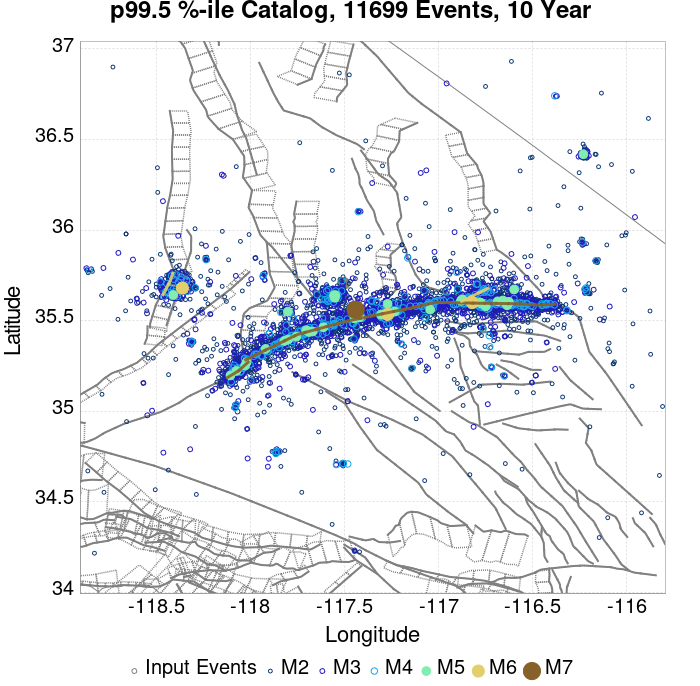 p99.5 %-ile Catalog, 11699 Events, 10 Year
37
36.5
36
35.5
35
34.5
34
Latitude
-118.5 -118 -117.5 -117 -116.5 -116
Longitude
Input Events M2 M3 M4 M5 M6 M7